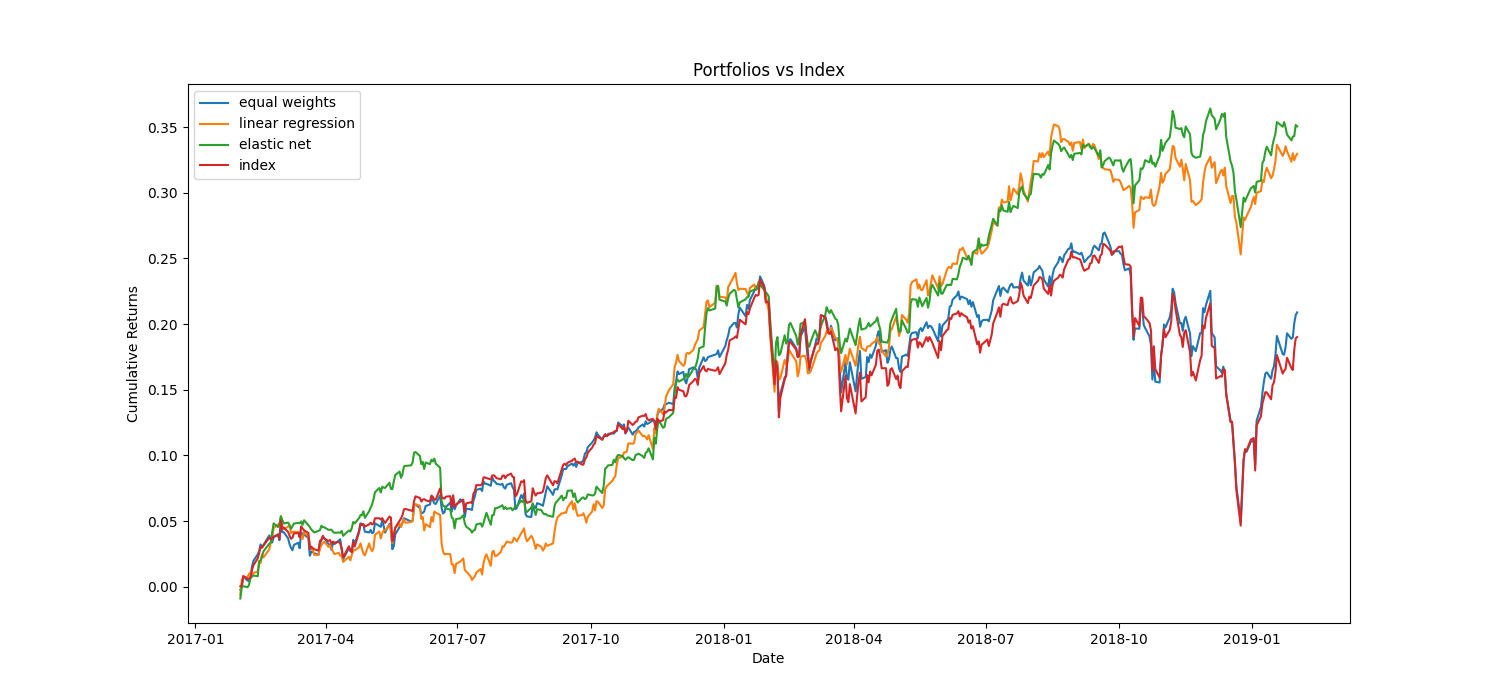 Portfolios vs Index
equal weights
linear regression
elastic net
index
Cumulative Returns
0.35
0.30
0.25
0.20
0.15
0.10
0.05
0.00
2017-01 2017-04 2017-07 2017-10 2018-01 2018-04 2018-07 2018-10 2019-01
Date